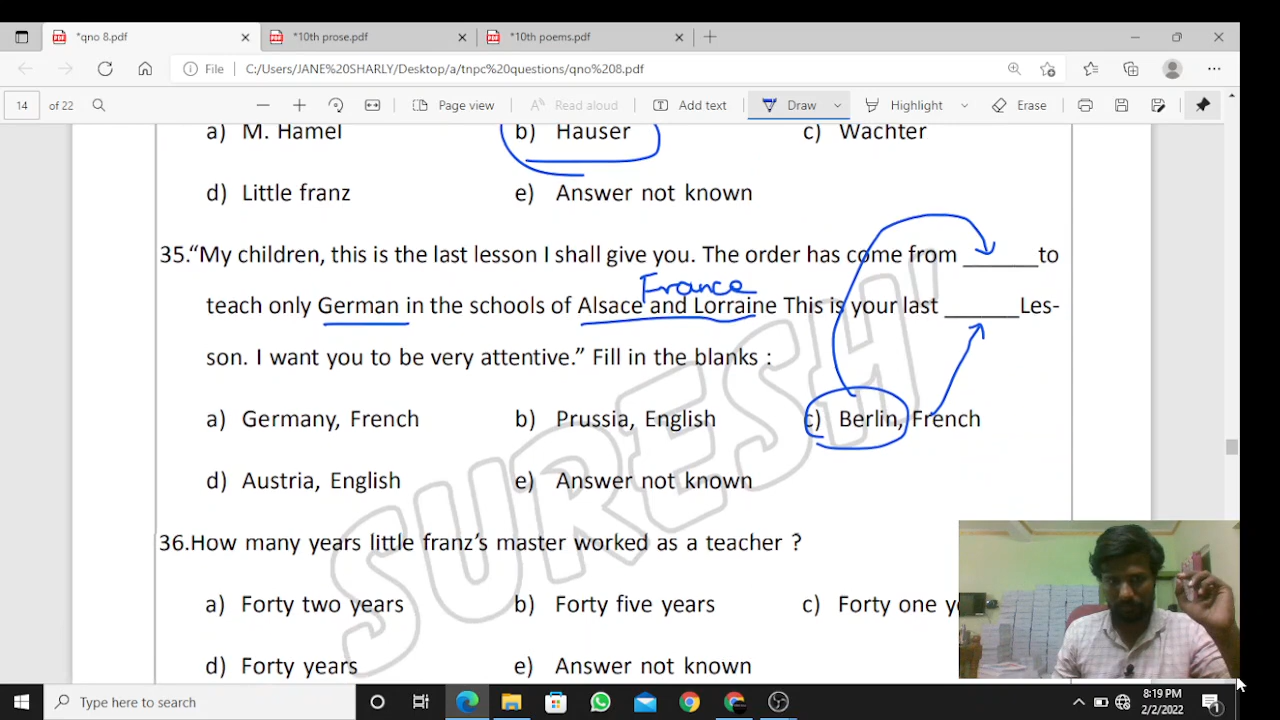 *qno 8.pdf
*10th prose.pdf
*10th poems.pdf
File
C:/Users/JANE%20SHARLY/Desktop/a/tnpc%20questions/qno%208.pdf
14
of 22
Page view
Read aloud
Add text
Draw
Highlight
Erase
a) M. Hamel b) Hauser c) Wachter
d) Little franz e) Answer not known
35.“My children, this is the last lesson I shall give you. The order has come from ______to
France
teach only German in the schools of Alsace and Lorraine This is your last ______Les-
son. I want you to be very attentive.” Fill in the blanks :
a) Germany, French b) Prussia, English c) Berlin, French
d) Austria, English e) Answer not known
SURESH'
36.How many years little franz’s master worked as a teacher ?
a) Forty two years b) Forty five years c) Forty one ye
d) Forty years e) Answer not known
Type here to search
8:19 PM
2/2/2022
1